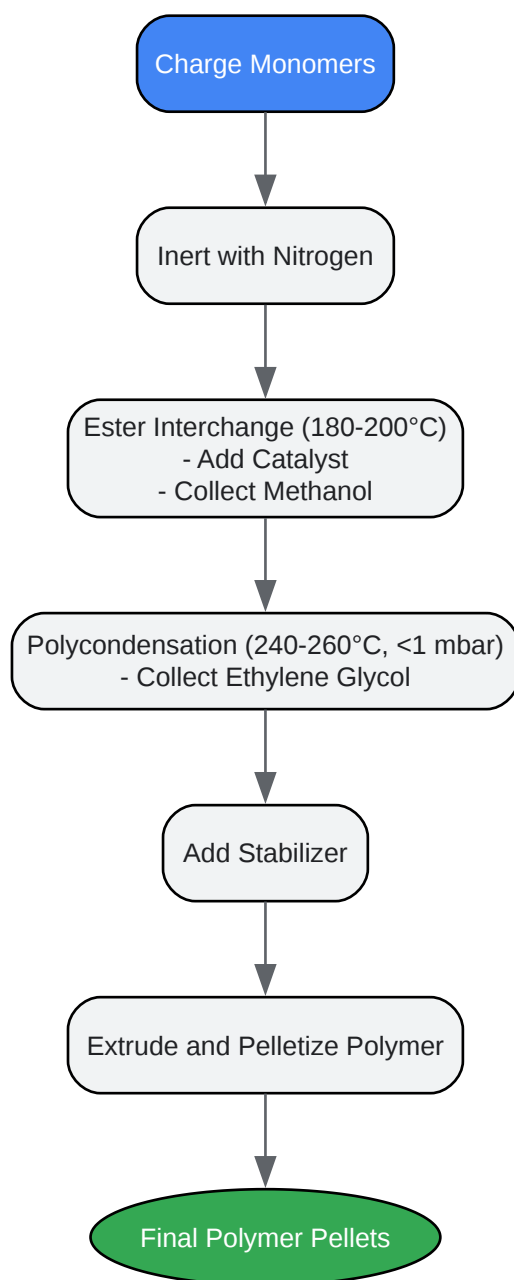 Charge Monomers
Inert with Nitrogen
Ester Interchange (180-200°C)
- Add Catalyst
- Collect Methanol
Polycondensation (240-260°C, <1 mbar)
- Collect Ethylene Glycol
Add Stabilizer
Extrude and Pelletize Polymer
Final Polymer Pellets